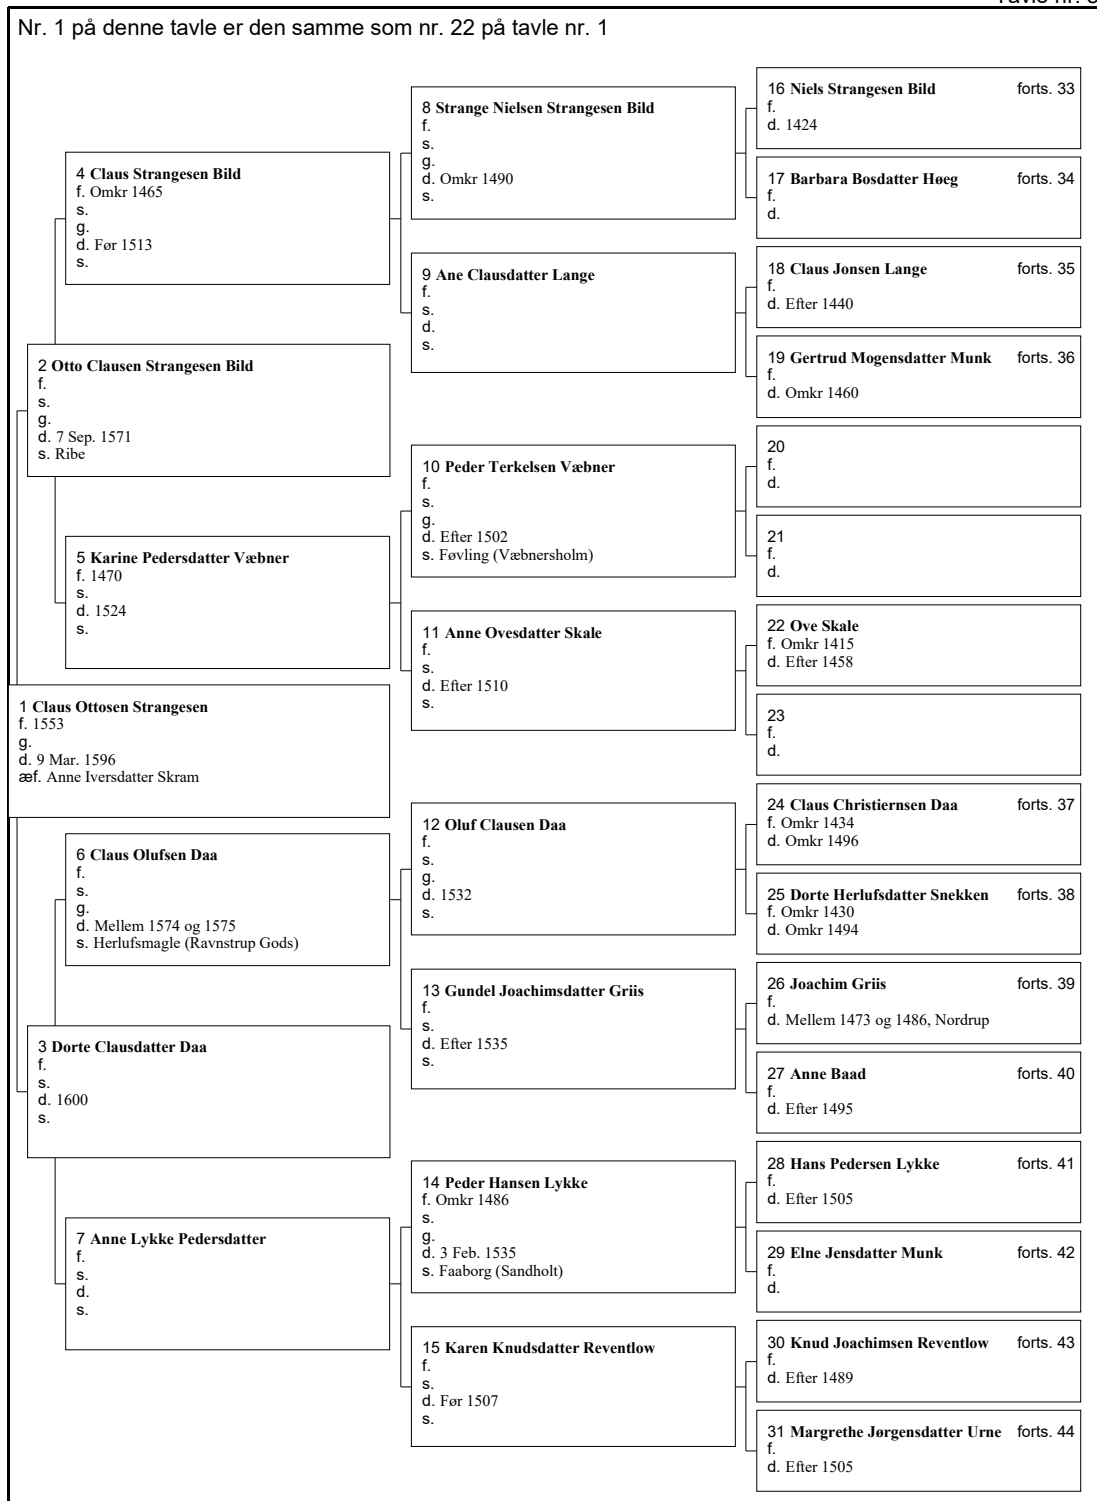 Nr. 1 på denne tavle er den samme som nr. 22 på tavle nr. 1
16 Niels Strangesen Bild forts. 33
f.
d. 1424
8 Strange Nielsen Strangesen Bild
f.
s.
g.
d. Omkr 1490
s.
17 Barbara Bosdatter Høeg forts. 34
f.
d.
4 Claus Strangesen Bild
f. Omkr 1465
s.
g.
d. Før 1513
s.
18 Claus Jonsen Lange forts. 35
f.
d. Efter 1440
9 Ane Clausdatter Lange
f.
s.
d.
s.
19 Gertrud Mogensdatter Munk forts. 36
f.
d. Omkr 1460
2 Otto Clausen Strangesen Bild
f.
s.
g.
d. 7 Sep. 1571
s. Ribe
20
f.
d.
10 Peder Terkelsen Væbner
f.
s.
g.
d. Efter 1502
s. Føvling (Væbnersholm)
21
f.
d.
5 Karine Pedersdatter Væbner
f. 1470
s.
d. 1524
s.
22 Ove Skale
f. Omkr 1415
d. Efter 1458
11 Anne Ovesdatter Skale
f.
s.
d. Efter 1510
s.
23
f.
d.
1 Claus Ottosen Strangesen
f. 1553
g.
d. 9 Mar. 1596
æf. Anne Iversdatter Skram
24 Claus Christiernsen Daa forts. 37
f. Omkr 1434
d. Omkr 1496
12 Oluf Clausen Daa
f.
s.
g.
d. 1532
s.
25 Dorte Herlufsdatter Snekken forts. 38
f. Omkr 1430
d. Omkr 1494
6 Claus Olufsen Daa
f.
s.
g.
d. Mellem 1574 og 1575
s. Herlufsmagle (Ravnstrup Gods)
26 Joachim Griis forts. 39
f.
d. Mellem 1473 og 1486, Nordrup
13 Gundel Joachimsdatter Griis
f.
s.
d. Efter 1535
s.
27 Anne Baad forts. 40
f.
d. Efter 1495
3 Dorte Clausdatter Daa
f.
s.
d. 1600
s.
28 Hans Pedersen Lykke forts. 41
f.
d. Efter 1505
14 Peder Hansen Lykke
f. Omkr 1486
s.
g.
d. 3 Feb. 1535
s. Faaborg (Sandholt)
29 Elne Jensdatter Munk forts. 42
f.
d.
7 Anne Lykke Pedersdatter
f.
s.
d.
s.
30 Knud Joachimsen Reventlow forts. 43
f.
d. Efter 1489
15 Karen Knudsdatter Reventlow
f.
s.
d. Før 1507
s.
31 Margrethe Jørgensdatter Urne forts. 44
f.
d. Efter 1505